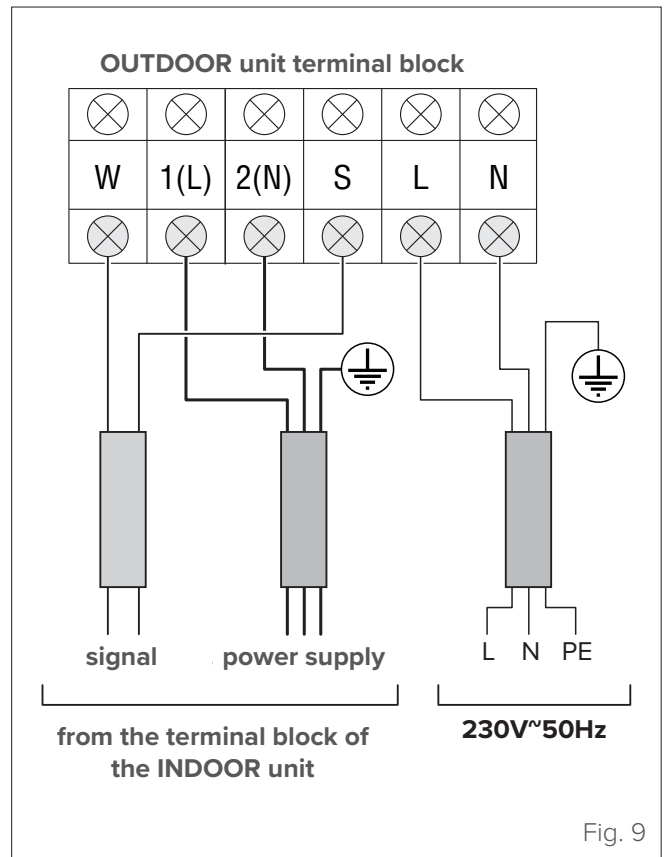 OUTDOOR unit terminal block
W 1(L) 2(N) S L N
signal power supply
L N PE
from the terminal block of
the INDOOR unit
230V~50Hz
Fig. 9